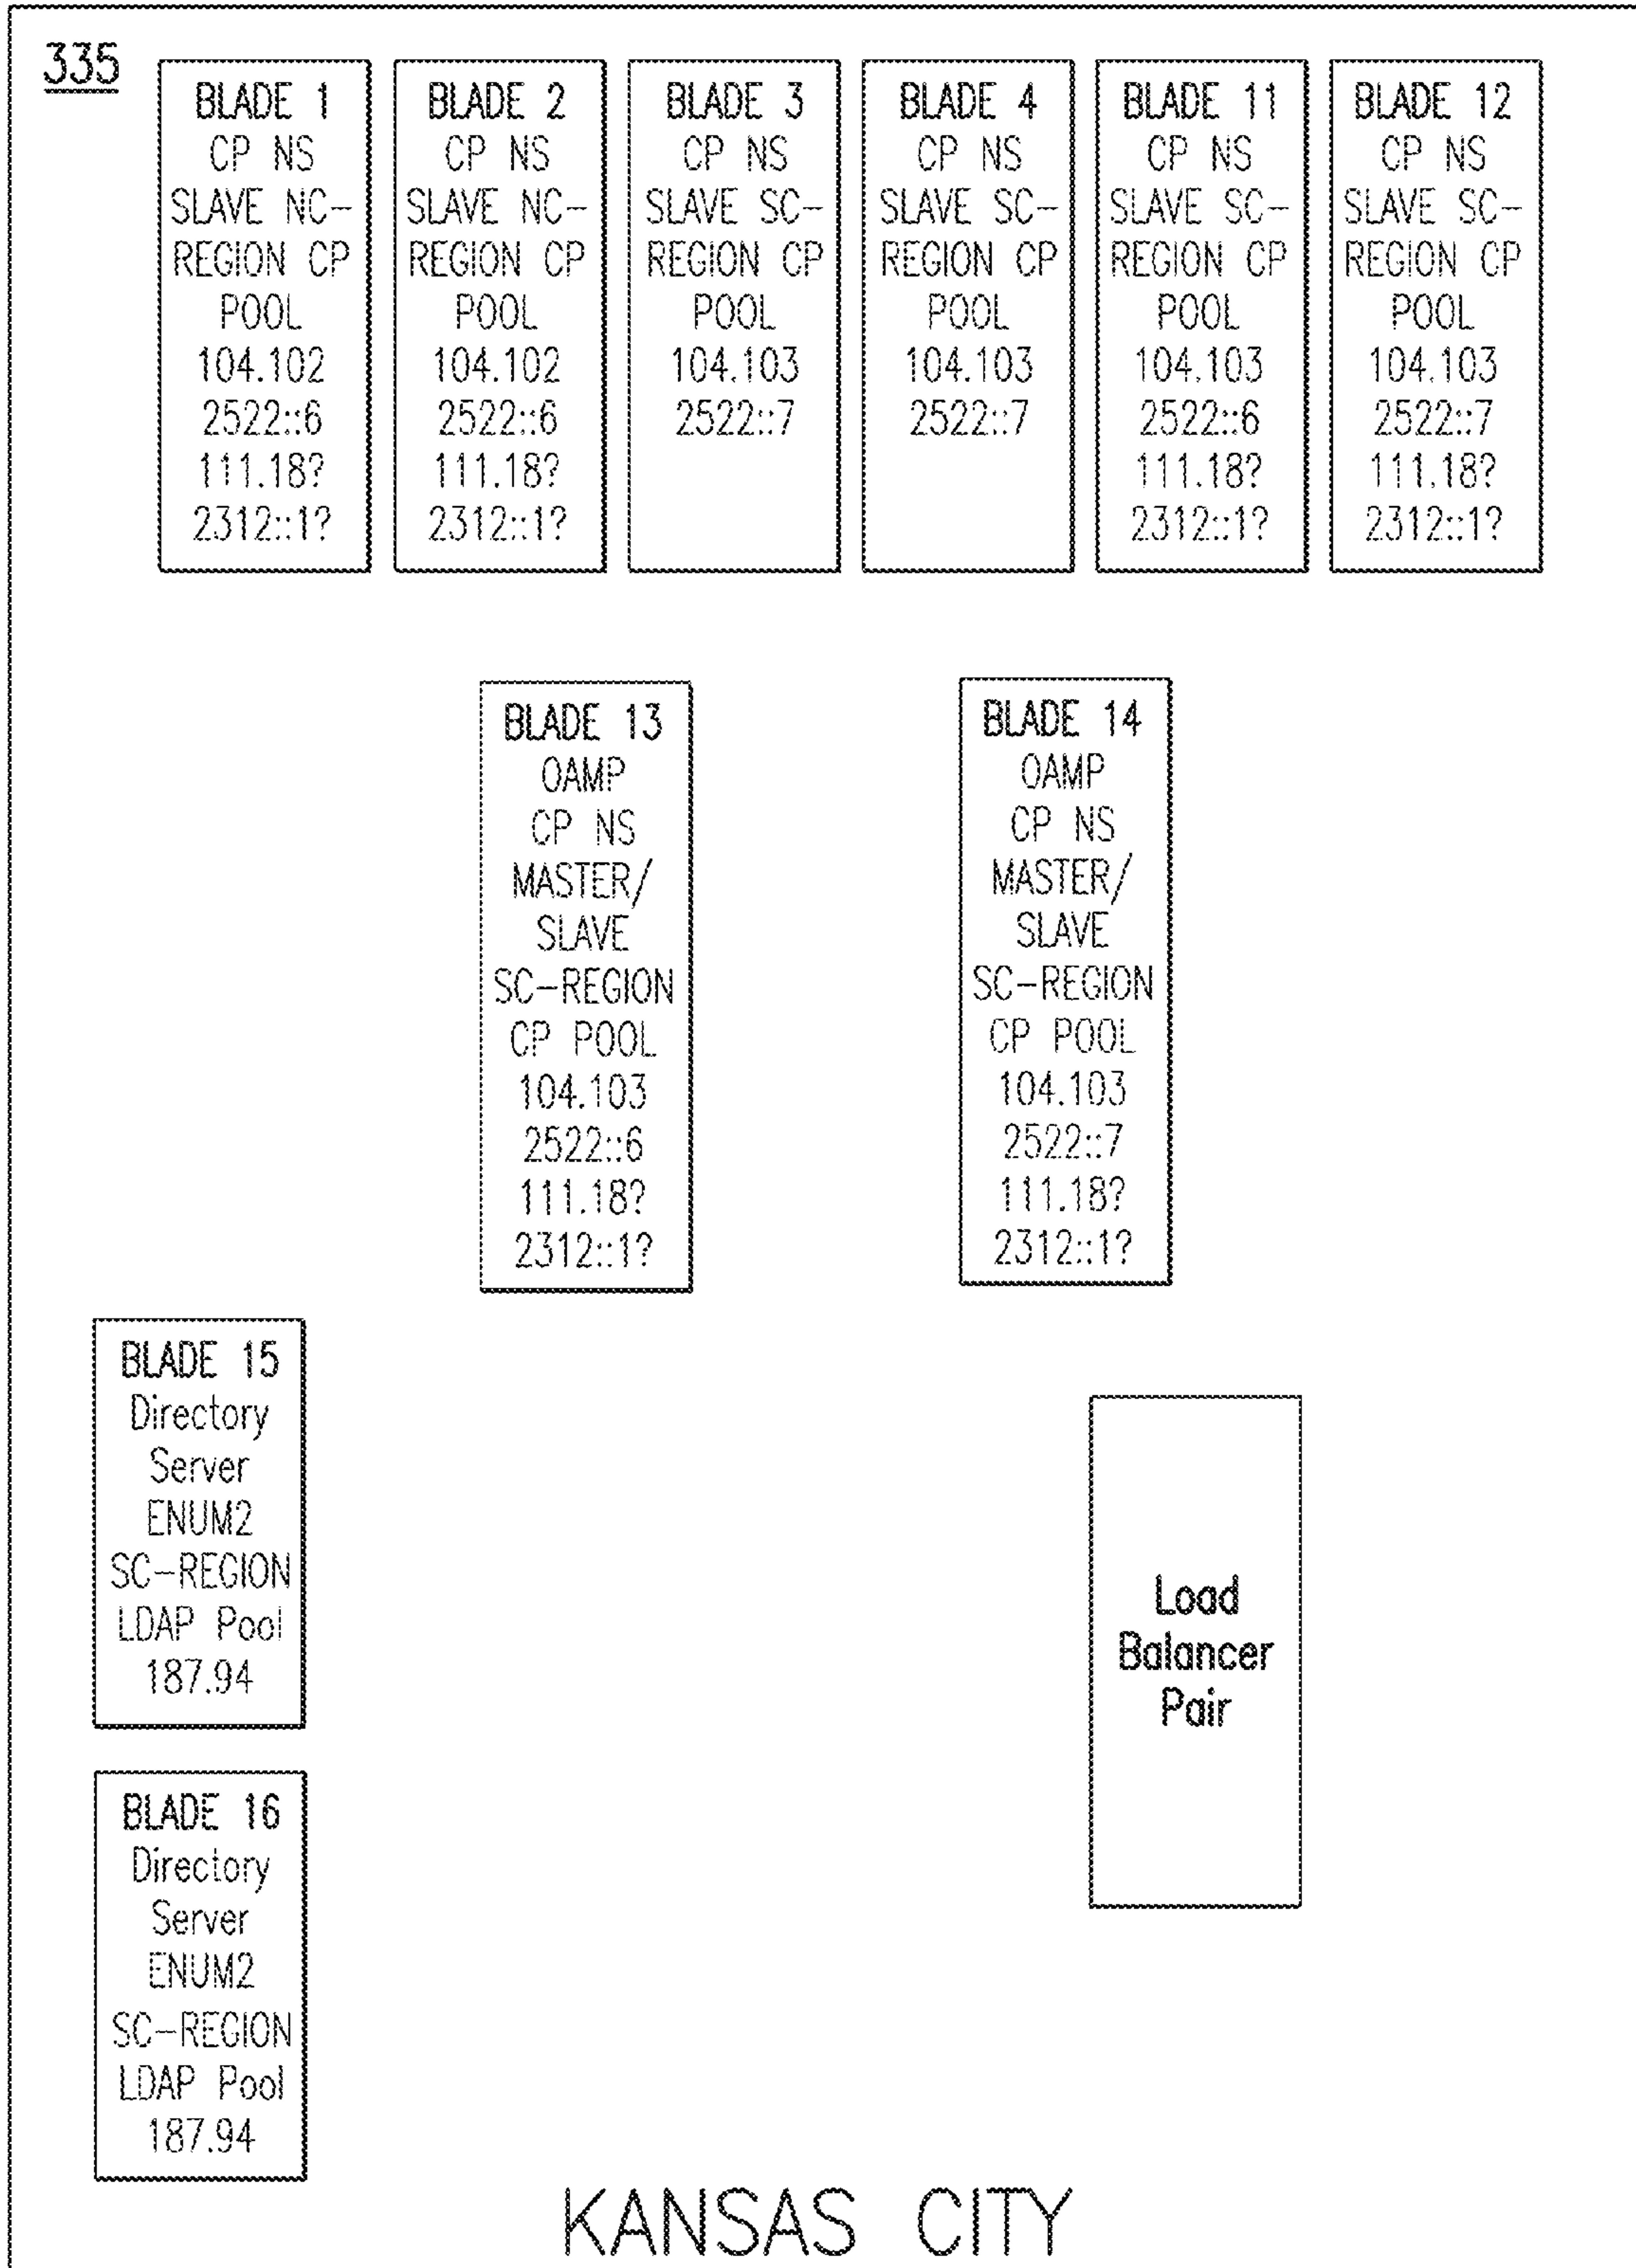 335
BLADE 1
CP NS
SLAVE NC-
REGION CP
POOL
104.102
2522::6
111.18?
2312::1?
BLADE 2
CP NS
SLAVE NC-
REGION CP
POOL
104.102
2522::6
111.18?
2312::1?
BLADE 3
CP NS
SLAVE SC-
REGION CP
POOL
104.103
2522::7
BLADE 4
CP NS
SLAVE SC-
REGION CP
POOL
104.103
2522::7
BLADE 11
CP NS
SLAVE SC-
REGION CP
POOL
104.103
2522::6
111.18?
2312::1?
BLADE 12
CP NS
SLAVE SC-
REGION CP
POOL
104.103
2522::7
111.18?
2312::1?
BLADE 13
OAMP
CP NS
MASTER/
SLAVE
SC-REGION
CP POOL
104.103
2522::6
111.18?
2312::1?
BLADE 14
OAMP
CP NS
MASTER/
SLAVE
SC-REGION
CP POOL
104.103
2522::7
111.18?
2312::1?
BLADE 15
Directory
Server
ENUM2
SC-REGION
LDAP Pool
187.94
Load
Balancer
Pair
BLADE 16
Directory
Server
ENUM2
SC-REGION
LDAP Pool
187.94
KANSAS CITY